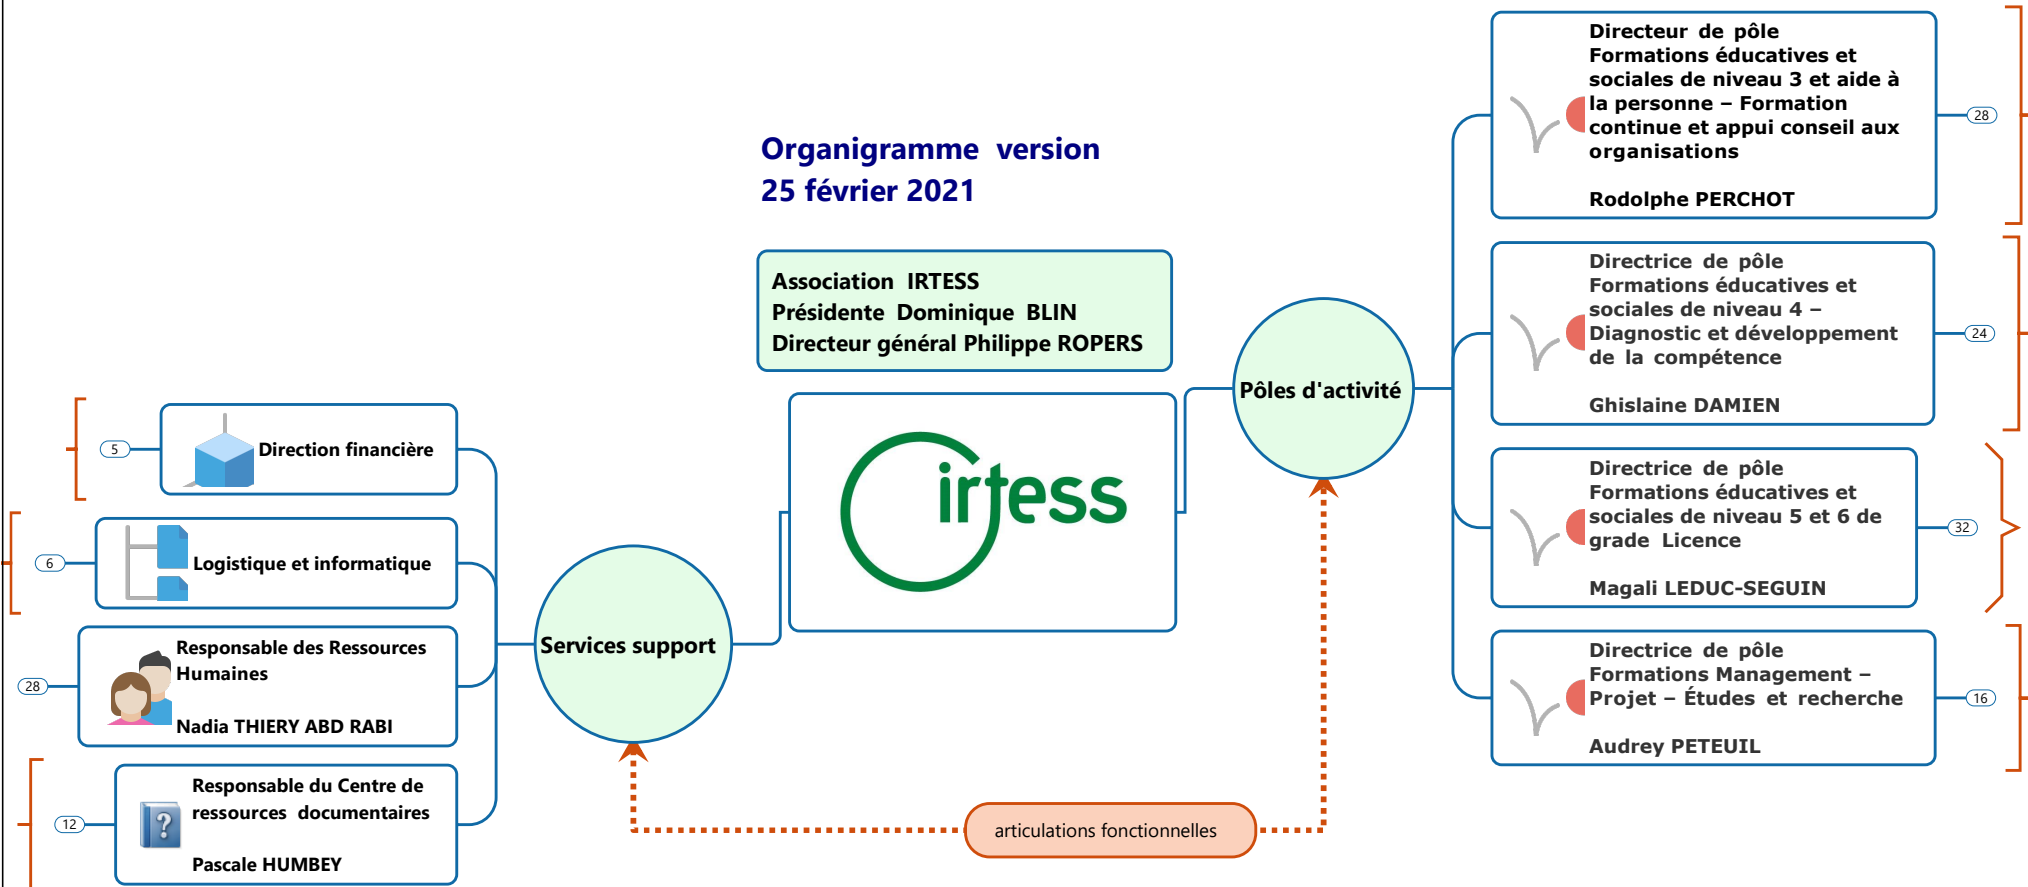 Organigramme version
25 février 2021
Association IRTESS
Présidente Dominique BLIN
Directeur général Philippe ROPERS
irtess
Services support
Direction financière
5
Logistique et informatique
6
Responsable des Ressources
Humaines
Nadia THIERY ABD RABI
28
Responsable du Centre de
ressources documentaires
Pascale HUMBEY
12
?
Pôles d'activité
Directeur de pôle
Formations éducatives et
sociales de niveau 3 et aide à
la personne – Formation
continue et appui conseil aux
organisations
Rodolphe PERCHOT
28
Directrice de pôle
Formations éducatives et
sociales de niveau 4 –
Diagnostic et développement
de la compétence
Ghislaine DAMIEN
24
Directrice de pôle
Formations éducatives et
sociales de niveau 5 et 6 de
grade Licence
Magali LEDUC-SEGUIN
32
Directrice de pôle
Formations Management –
Projet – Études et recherche
Audrey PETEUIL
16
articulations fonctionnelles